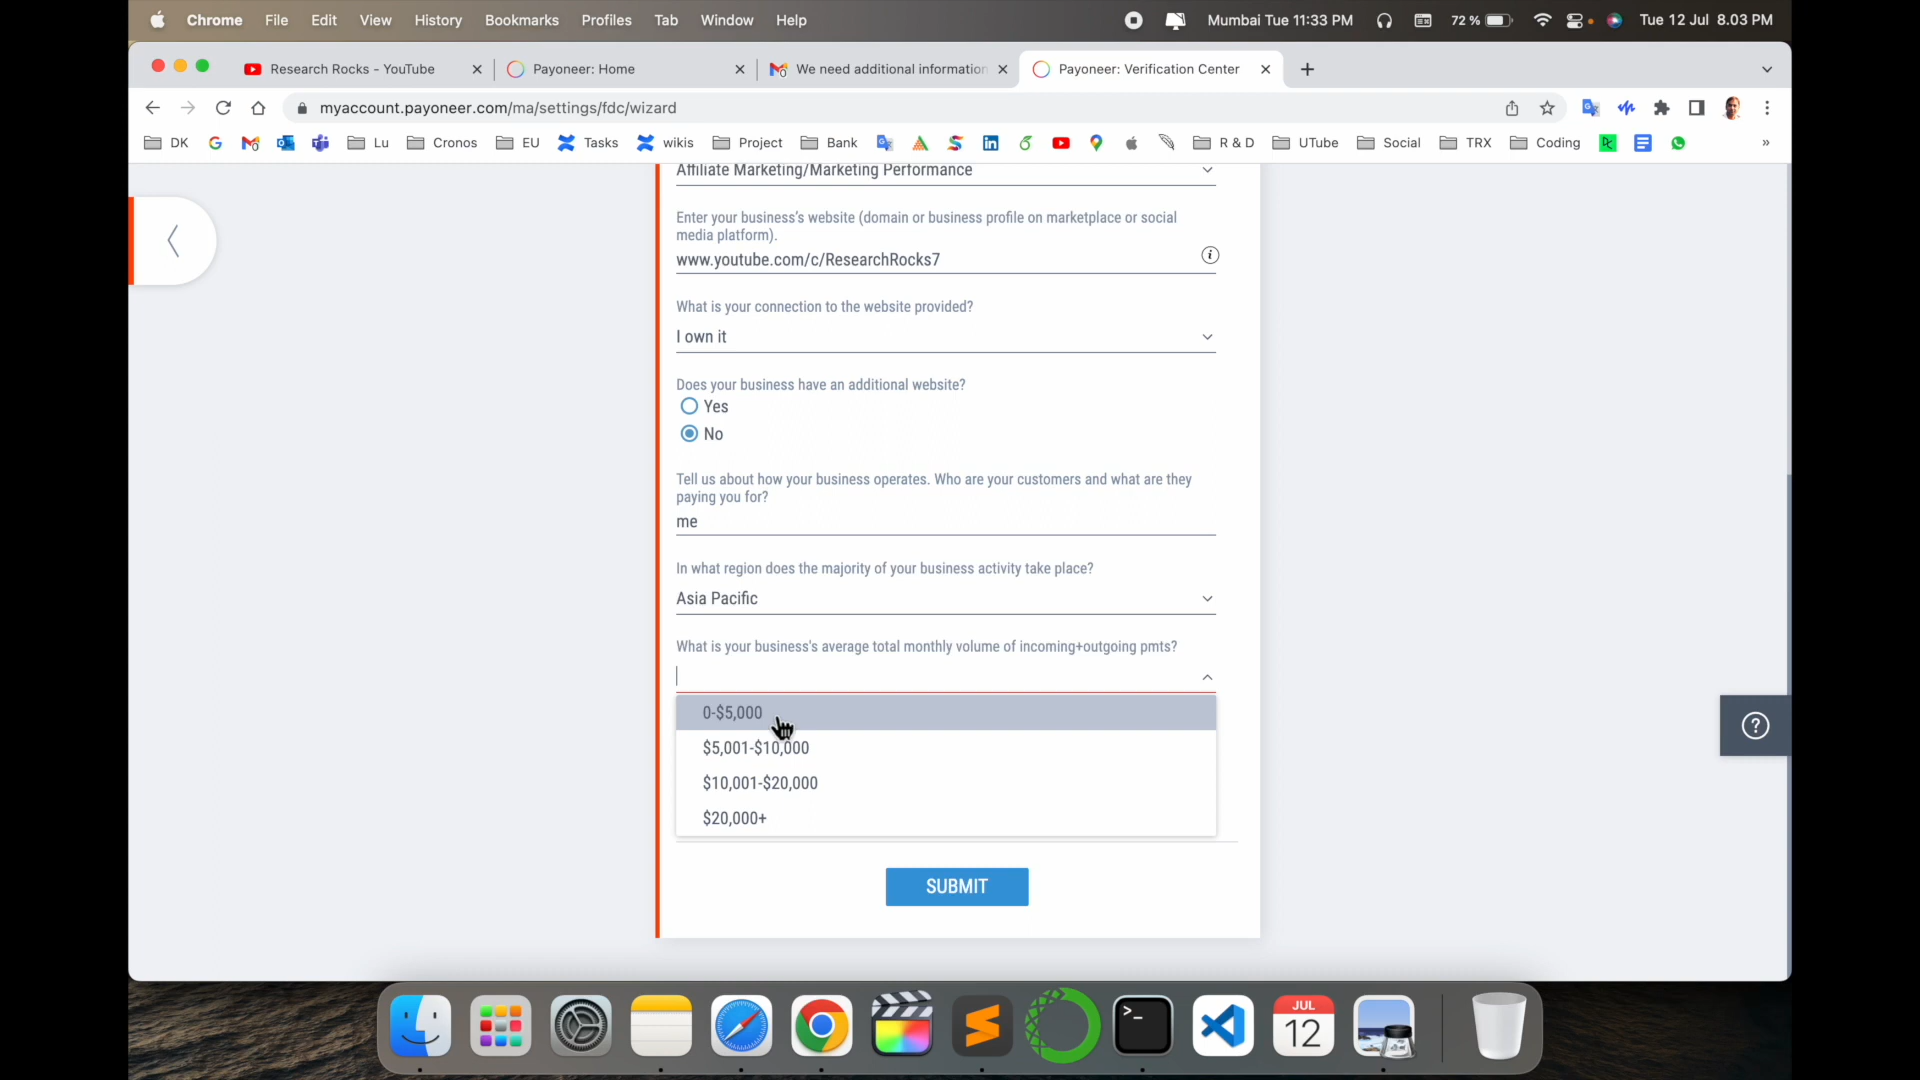 Chrome File Edit View History Bookmarks Profiles Tab Window Help Mumbai Tue 11:33 PM 72 % Tue 12 Jul 8.03 PM
Research Rocks - YouTube Payoneer: Home We need additional information Payoneer: Verification Center
myaccount.payoneer.com/ma/settings/fdc/wizard
DK Lu Cronos EU Tasks wikis Project Bank R & D UTube Social TRX Coding »
Affiliate Marketing/Marketing Performance
Enter your business's website (domain or business profile on marketplace or social
media platform).
www.youtube.com/c/ResearchRocks7
What is your connection to the website provided?
I own it
Does your business have an additional website?
Yes
No
Tell us about how your business operates. Who are your customers and what are they
paying you for?
me
In what region does the majority of your business activity take place?
Asia Pacific
What is your business's average total monthly volume of incoming+outgoing pmts?
0-$5,000
$5,001-$10,000
$10,001-$20,000
$20,000+
SUBMIT
JUL
12